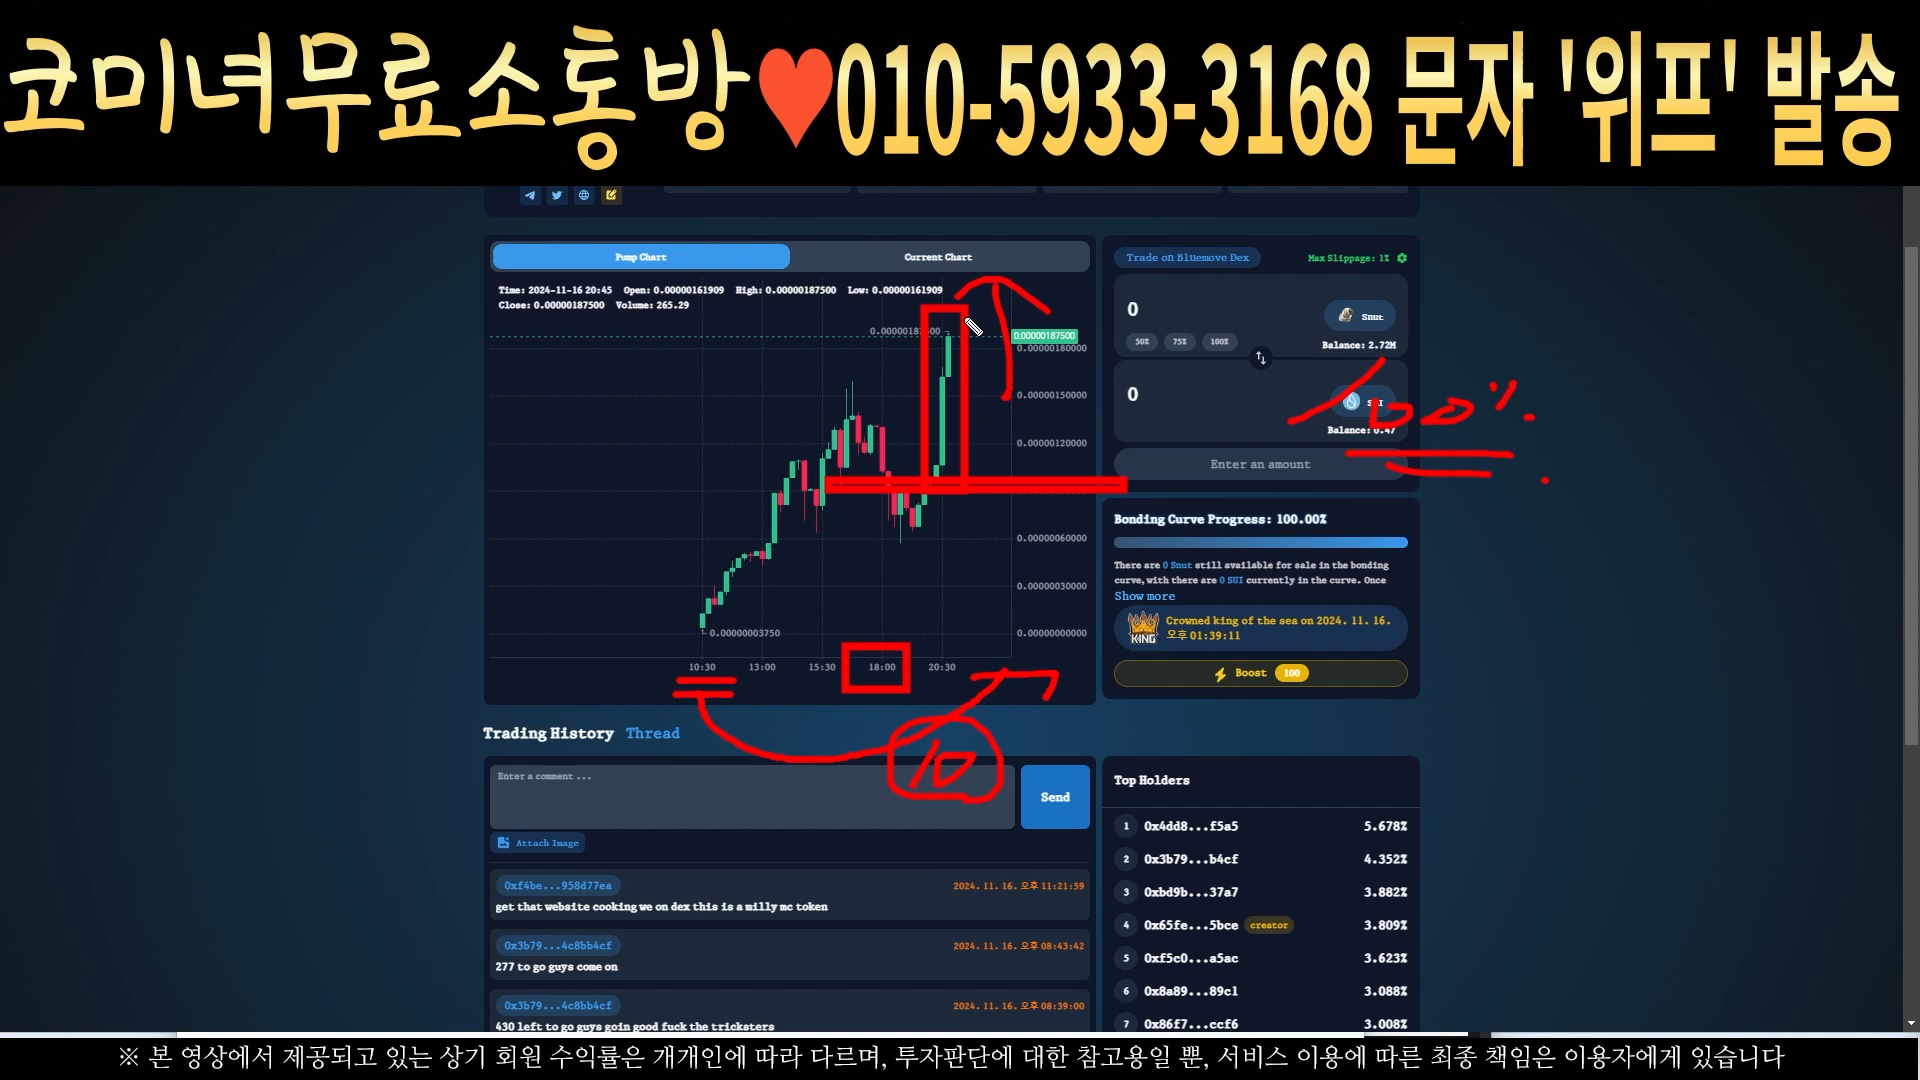 코미녀무료소통방♥010-5933-3168 문자 '위프' 발송
Pump Chart
Current Chart
Time: 2024-11-16 20:45 Open: 0.00000161909 High: 0.00000187500 Low: 0.00000161909
Close: 0.00000187500 Volume: 265.29
0.00000187500
0.00000180000
0.00000150000
0.00000120000
0.00000060000
0.00000030000
0.00000000000
0.00000003750
10:30 13:00 15:30 18:00 20:30
10
Trade on Bluemove Dex
Max Slippage: 1%
0
Snut
50% 75% 100%
Balance: 2.72M
0
Balance: 0.47
100%
Enter an amount
Bonding Curve Progress: 100.00%
There are 0 Snut still available for sale in the bonding
curve, with there are 0 SUI currently in the curve. Once
Show more
KING
Crowned king of the sea on 2024. 11. 16.
오후 01:39:11
Boost 100
Trading History Thread
Enter a comment ...
Send
Attach Image
0xf4be...958d77ea 2024. 11. 16. 오후 11:21:59
get that website cooking we on dex this is a milly mc token
0x3b79...4c8bb4cf 2024. 11. 16. 오후 08:43:42
277 to go guys come on
0x3b79...4c8bb4cf 2024. 11. 16. 오후 08:39:00
430 left to go guys goin good fuck the tricksters
Top Holders
1 0x4dd8...f5a5 5.678%
2 0x3b79...b4cf 4.352%
3 0xbd9b...37a7 3.882%
4 0x65fe...5bce creator 3.809%
5 0xf5c0...a5ac 3.623%
6 0x8a89...89c1 3.088%
7 0x86f7...ccf6 3.008%
※ 본 영상에서 제공되고 있는 상기 회원 수익률은 개개인에 따라 다르며, 투자판단에 대한 참고용일 뿐, 서비스 이용에 따른 최종 책임은 이용자에게 있습니다